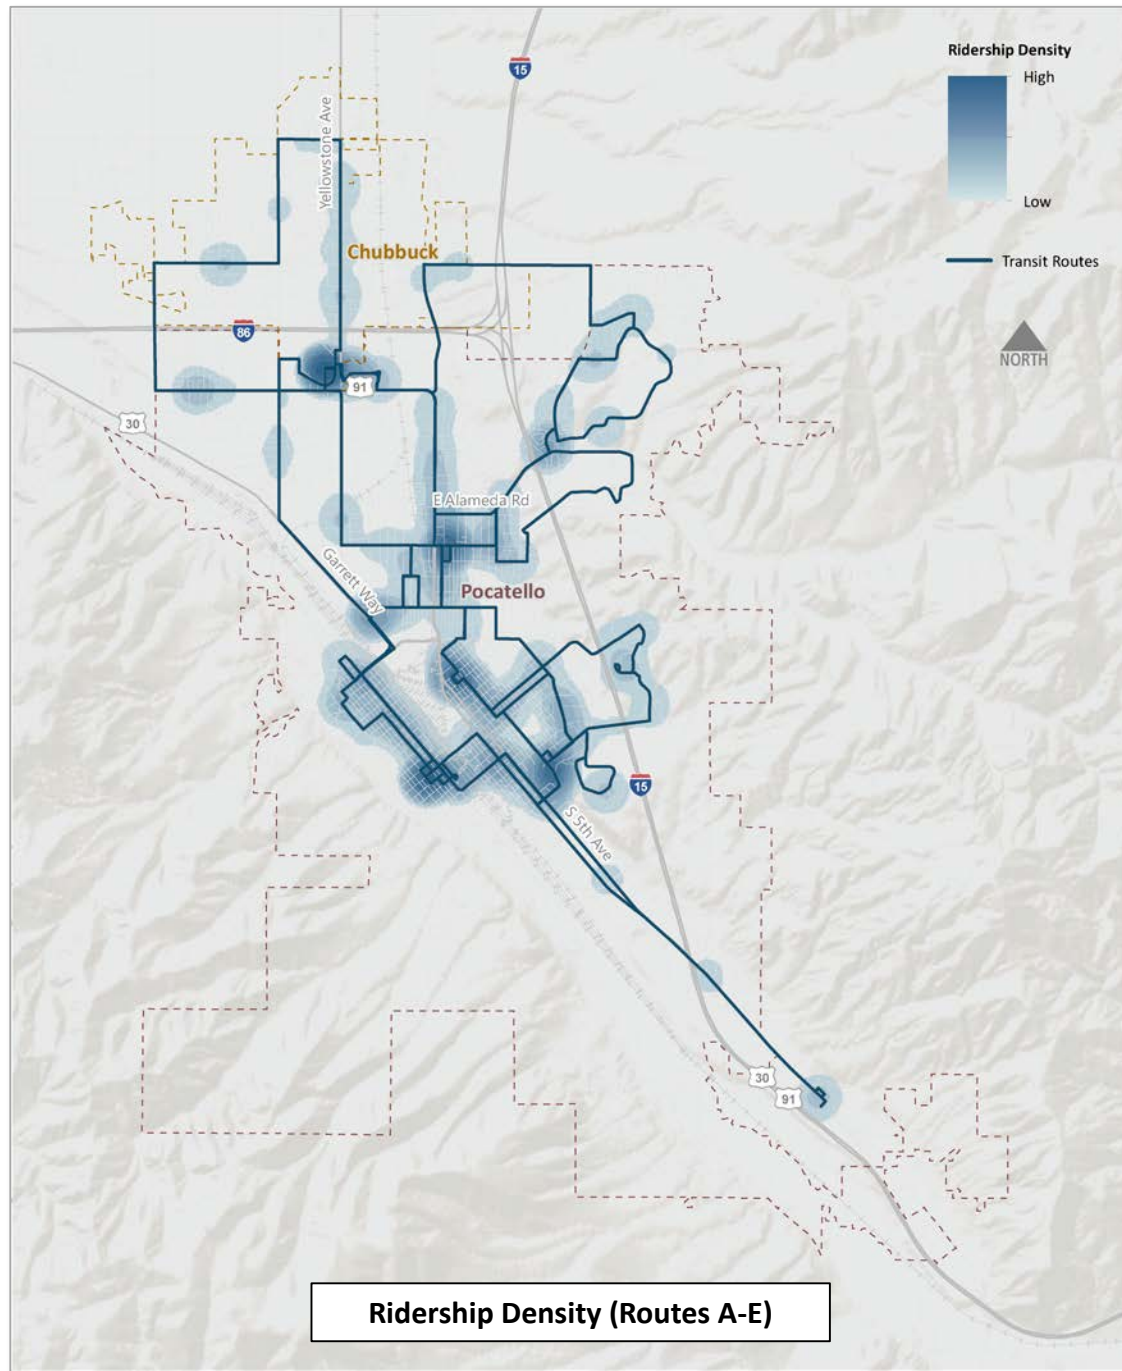 Ridership Density
High
Low
Transit Routes
NORTH
15
Yellowstone Ave
Chubbuck
86
91
30
E Alameda Rd
Garrett Way
Pocatello
15
S 5th Ave
30
91
Ridership Density (Routes A-E)